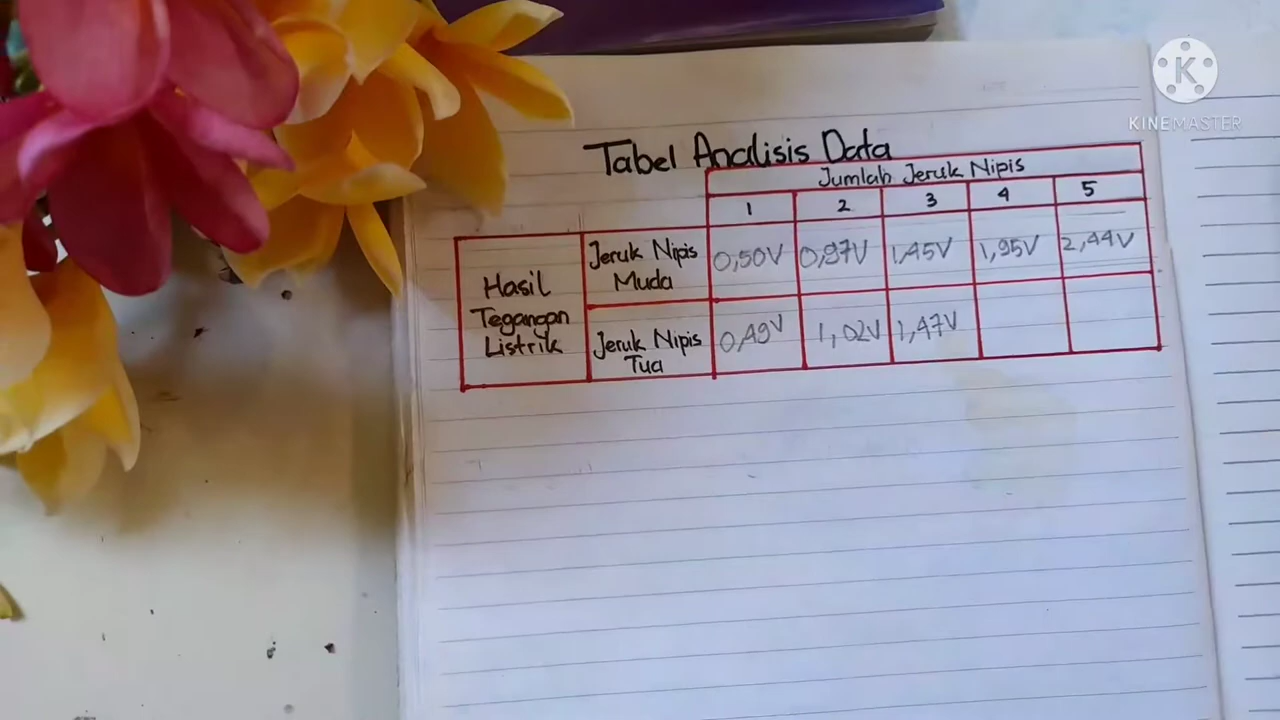 KINEMASTER
Tabel Analisis Data
Jumlah Jeruk Nipis
1 2 3 4 5
Hasil Tegangan Listrik
Jeruk Nipis Muda 0,50V 0,97V 1,45V 1,95V 2,44V
Jeruk Nipis Tua 0,49V 1,02V 1,47V